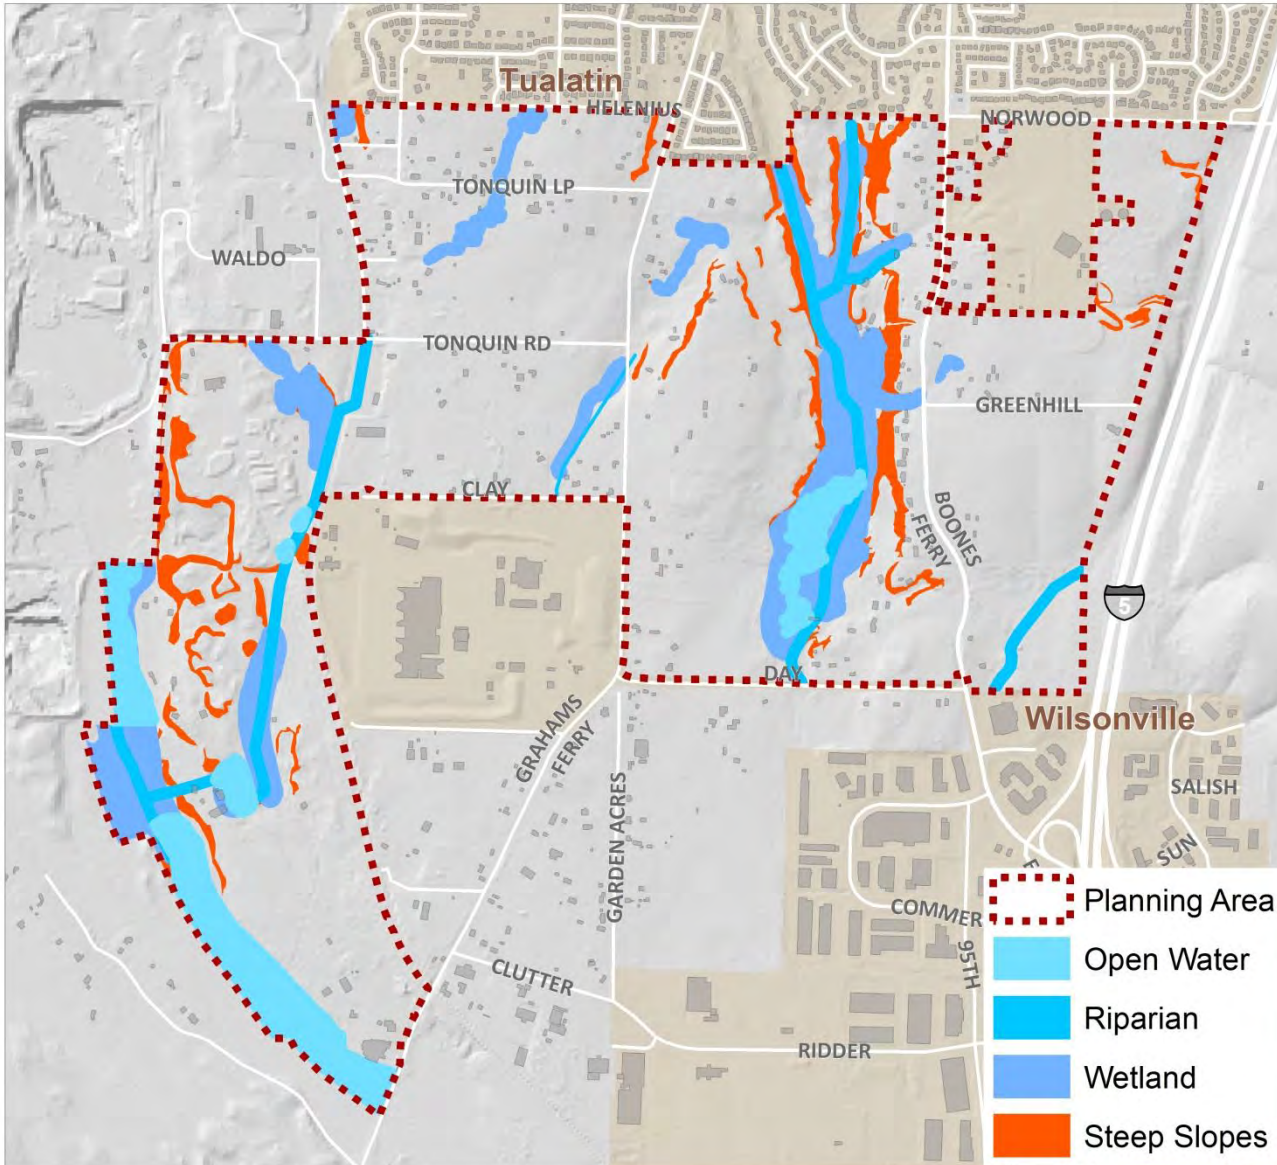 Tualatin
HELENIUS
NORWOOD
TONQUIN LP
WALDO
TONQUIN RD
GREENHILL
CLAY
BOONES
FERRY
5
DAY
Wilsonville
GRAHAMS
FERRY
GARDEN ACRES
SALISH
SUN
COMMER
95TH
CLUTTER
RIDDER
Planning Area
Open Water
Riparian
Wetland
Steep Slopes